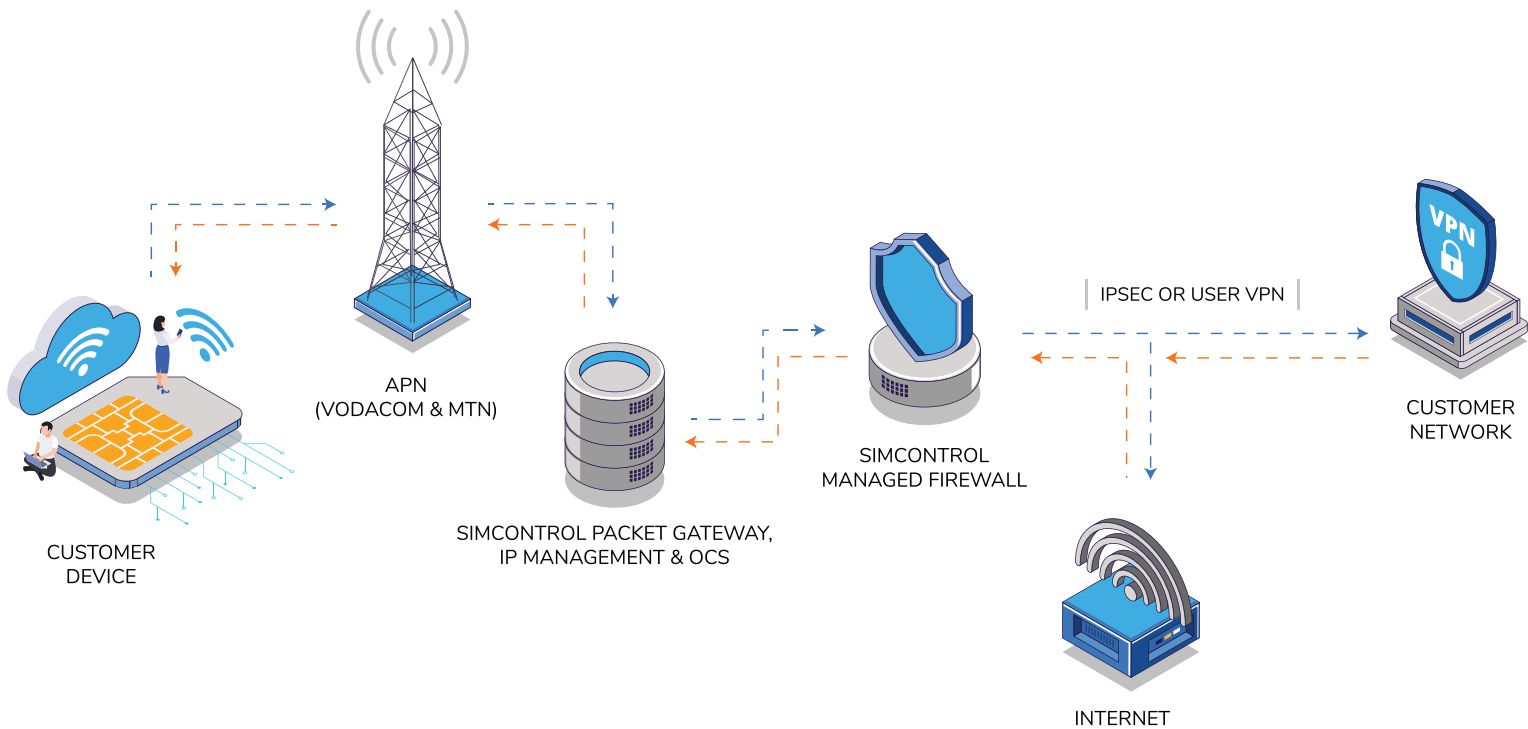 VPN
IPSEC OR USER VPN
APN
(VODACOM & MTN)
CUSTOMER
NETWORK
SIMCONTROL
MANAGED FIREWALL
SIMCONTROL PACKET GATEWAY,
IP MANAGEMENT & OCS
CUSTOMER
DEVICE
INTERNET